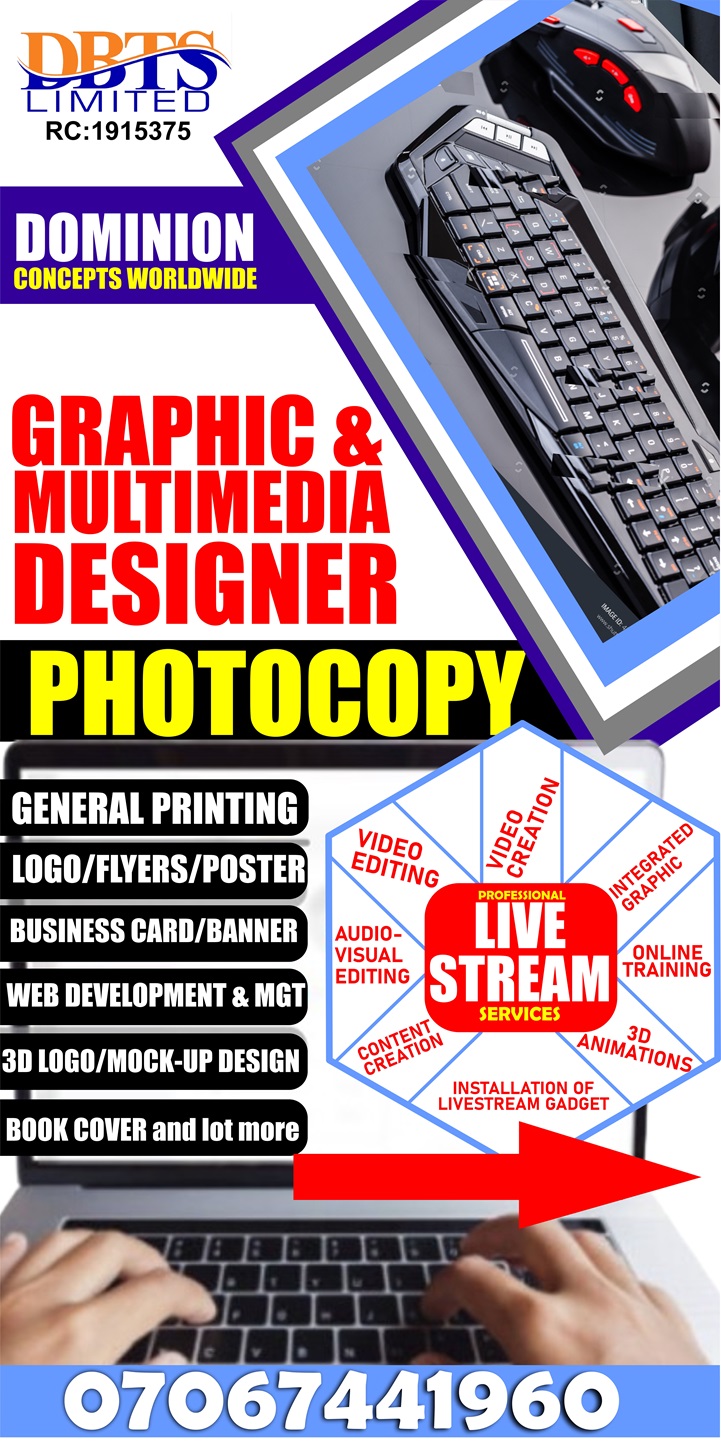 DBTS
LIMITED
RC:1915375
DOMINION
CONCEPTS WORLDWIDE
GRAPHIC &
MULTIMEDIA
DESIGNER
PHOTOCOPY
GENERAL PRINTING
LOGO/FLYERS/POSTER
BUSINESS CARD/BANNER
WEB DEVELOPMENT & MGT
3D LOGO/MOCK-UP DESIGN
BOOK COVER and lot more
VIDEO
EDITING
VIDEO
CREATION
INTEGRATED
GRAPHIC
AUDIO-
VISUAL
EDITING
PROFESSIONAL
LIVE
STREAM
SERVICES
ONLINE
TRAINING
CONTENT
CREATION
3D
ANIMATIONS
INSTALLATION OF
LIVESTREAM GADGET
IMAGE ID:
07067441960